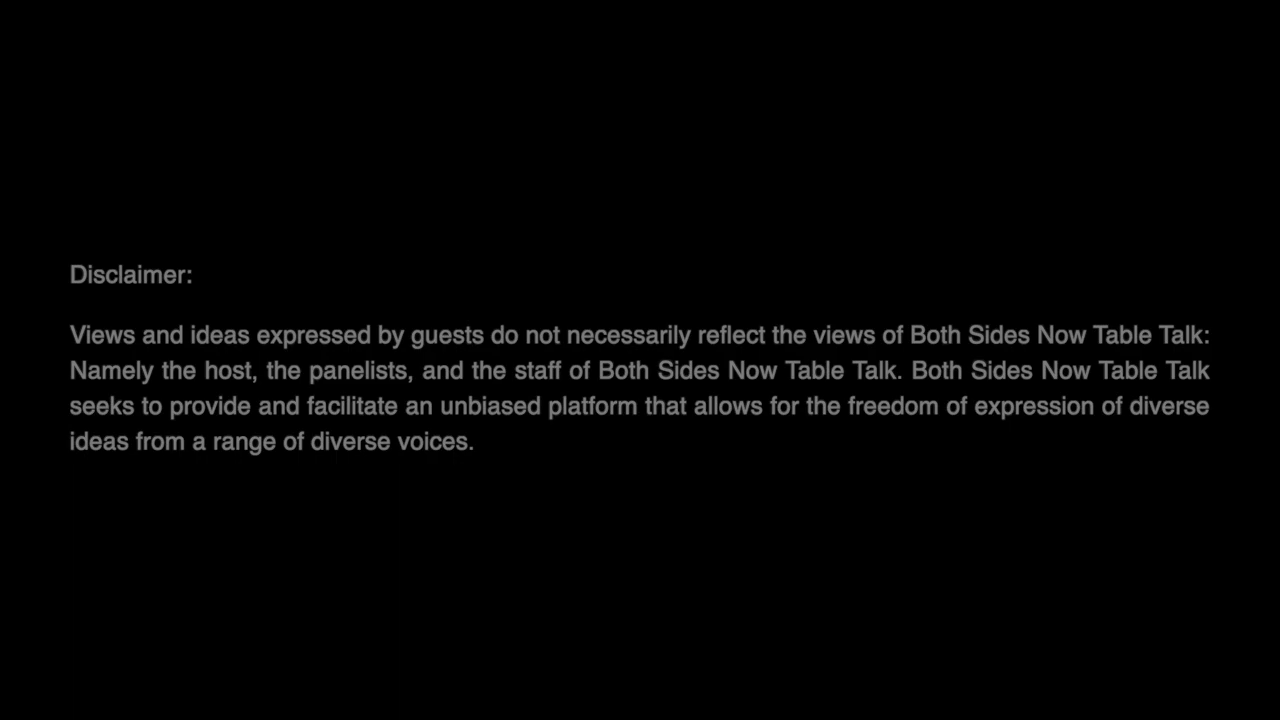 Disclaimer:
Views and ideas expressed by guests do not necessarily reflect the views of Both Sides Now Table Talk:
Namely the host, the panelists, and the staff of Both Sides Now Table Talk. Both Sides Now Table Talk
seeks to provide and facilitate an unbiased platform that allows for the freedom of expression of diverse
ideas from a range of diverse voices.